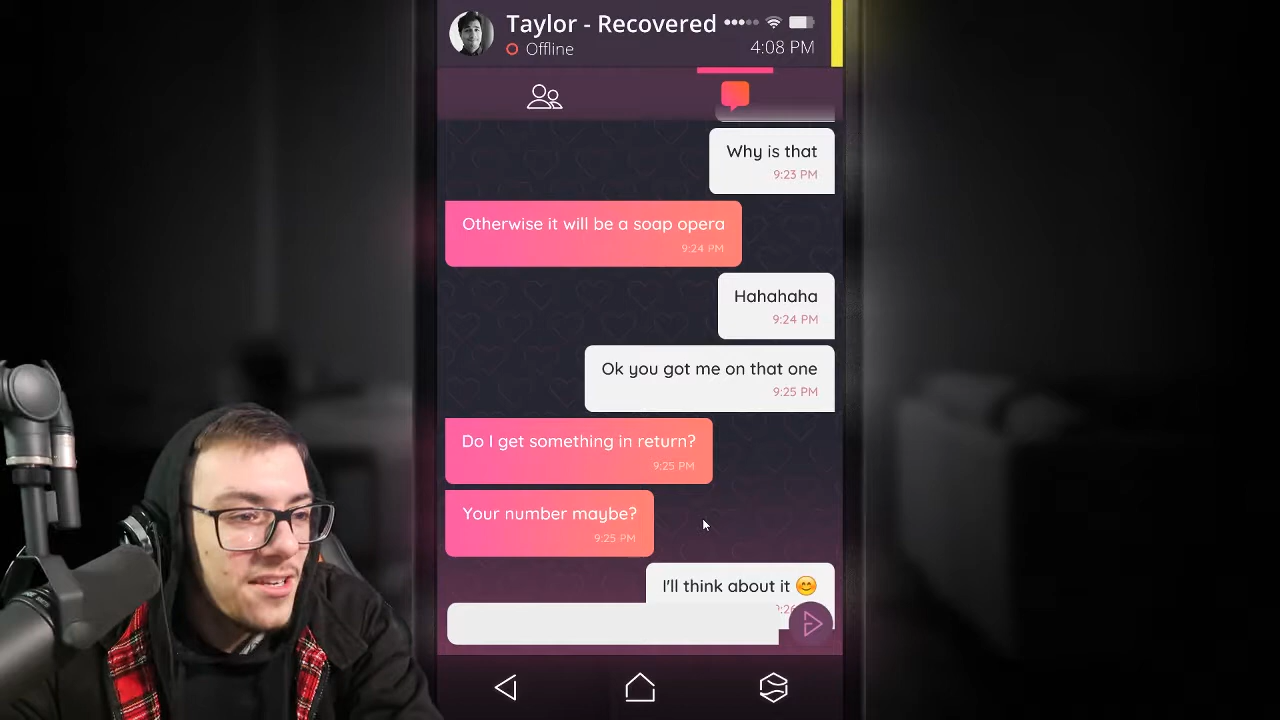 Taylor - Recovered
Offline
4:08 PM
Why is that
9:23 PM
Otherwise it will be a soap opera
9:24 PM
Hahahaha
9:24 PM
Ok you got me on that one
9:25 PM
Do I get something in return?
9:25 PM
Your number maybe?
9:25 PM
I'll think about it 😊